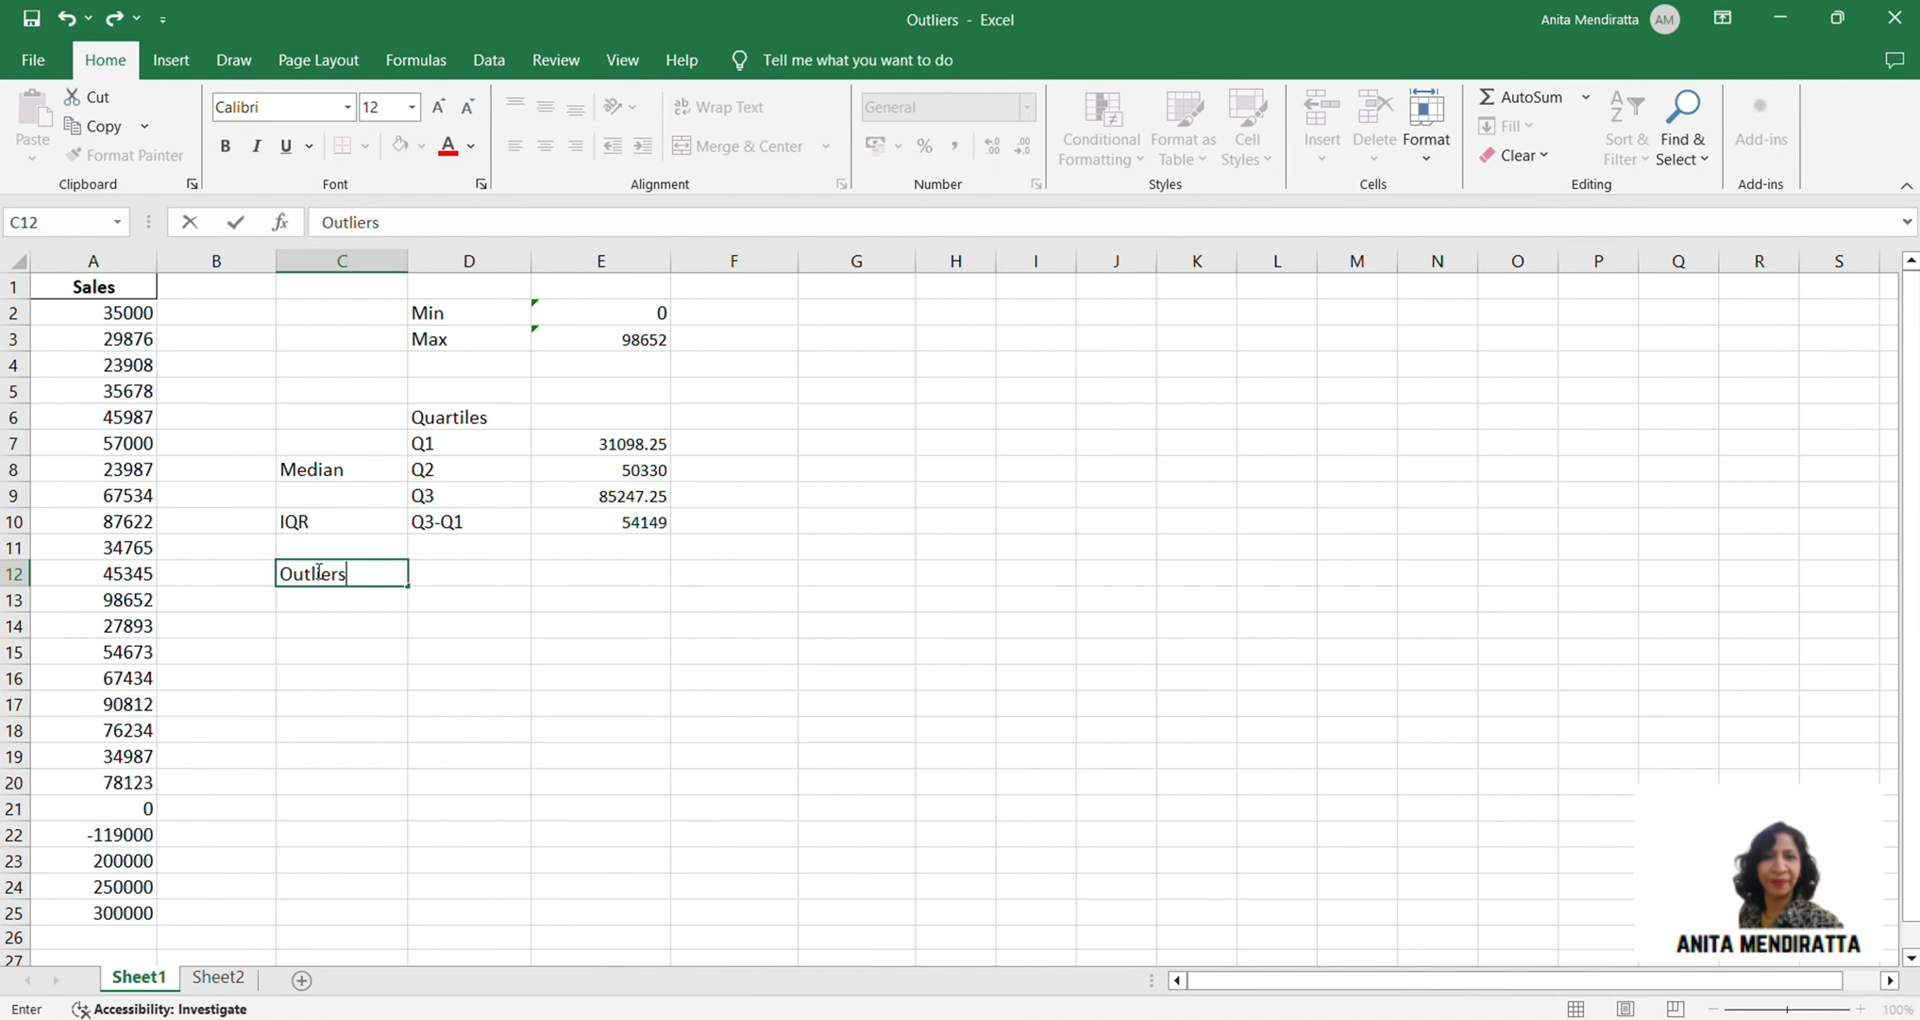 Outliers - Excel
Anita Mendiratta AM
File Home Insert Draw Page Layout Formulas Data Review View Help Tell me what you want to do
Paste
Cut
Copy
Format Painter
Clipboard
Calibri 12
A A
B I U A
Font
ab Wrap Text
Merge & Center
Alignment
General
% ,
Number
Conditional Formatting
Format as Table
Cell Styles
Styles
Insert Delete Format
Cells
AutoSum
Fill
Clear
Sort & Filter
Find & Select
Editing
Add-ins
Add-ins
C12 fx Outliers
A B C D E F G H I J K L M N O P Q R S
1 Sales
2 35000 Min 0
3 29876 Max 98652
4 23908
5 35678
6 45987 Quartiles
7 57000 Q1 31098.25
8 23987 Median Q2 50330
9 67534 Q3 85247.25
10 87622 IQR Q3-Q1 54149
11 34765
12 45345 Outliers
13 98652
14 27893
15 54673
16 67434
17 90812
18 76234
19 34987
20 78123
21 0
22 -119000
23 200000
24 250000
25 300000
26
27
ANITA MENDIRATTA
Sheet1 Sheet2
Enter Accessibility: Investigate 100%